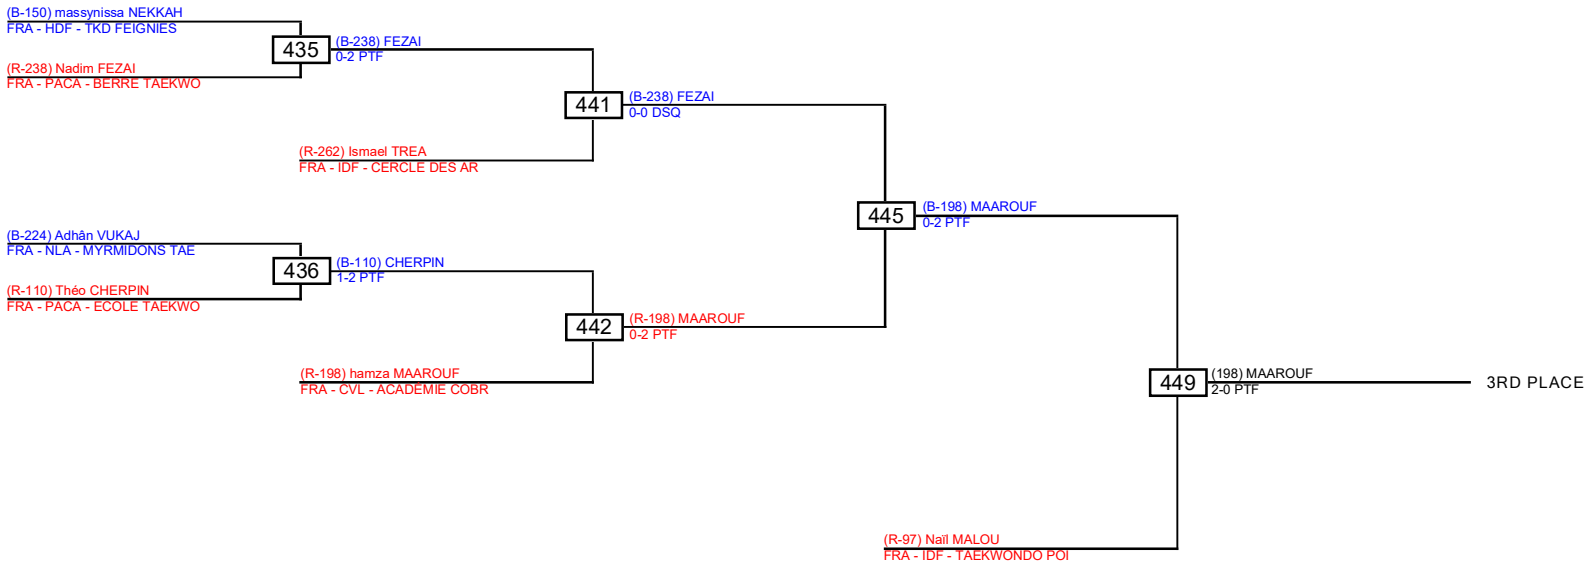 (B-150) massynissa NEKKAH
FRA - HDF - TKD FEIGNIES
435
(B-238) FEZAI
0-2 PTF
(R-238) Nadim FEZAI
FRA - PACA - BERRE TAEKWO
441
(B-238) FEZAI
0-0 DSQ
(R-262) Ismael TREA
FRA - IDF - CERCLE DES AR
445
(B-198) MAAROUF
0-2 PTF
(B-224) Adhân VUKAJ
FRA - NLA - MYRMIDONS TAE
436
(B-110) CHERPIN
1-2 PTF
(R-110) Théo CHERPIN
FRA - PACA - ECOLE TAEKWO
442
(R-198) MAAROUF
0-2 PTF
(R-198) hamza MAAROUF
FRA - CVL - ACADÉMIE COBR
449
(198) MAAROUF
2-0 PTF
3RD PLACE
(R-97) Naïl MALOU
FRA - IDF - TAEKWONDO POI